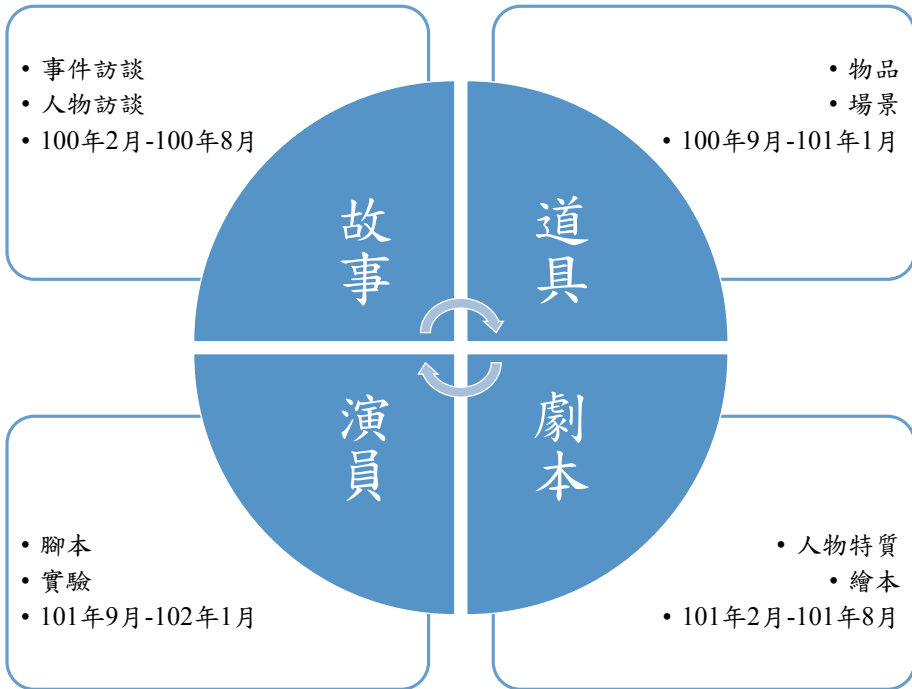 • 事件訪談
• 人物訪談
• 100年2月-100年8月
故事
• 物品
• 場景
• 100年9月-101年1月
道具
演員
• 腳本
• 實驗
• 101年9月-102年1月
劇本
• 人物特質
• 繪本
• 101年2月-101年8月